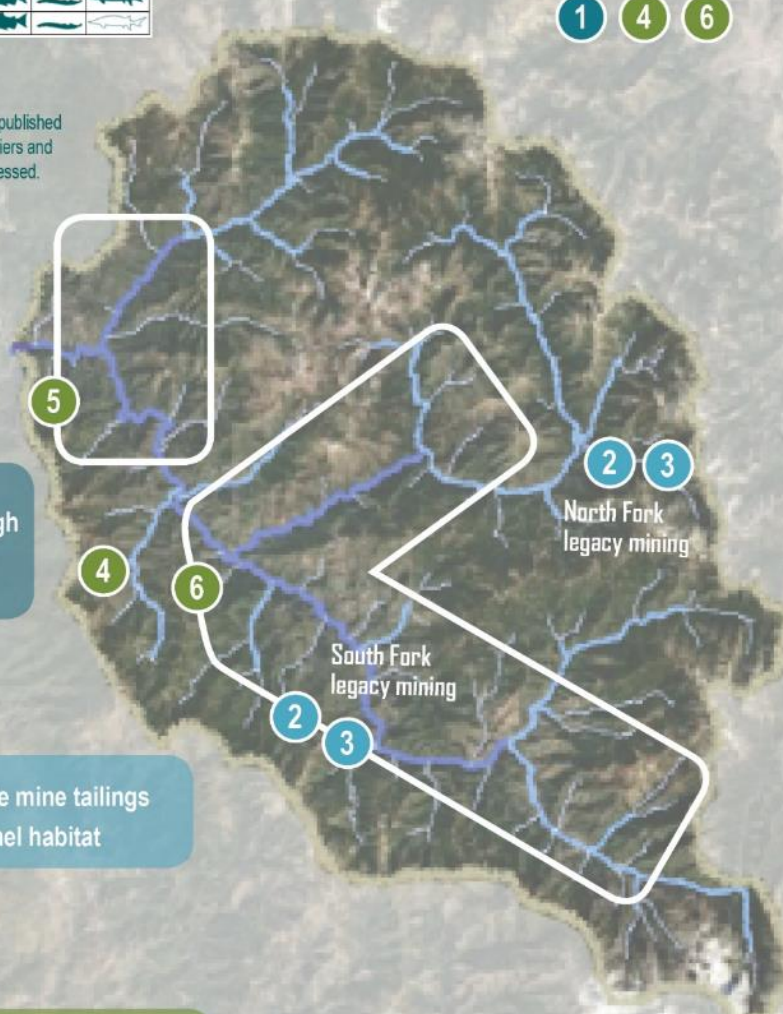 1 4 6
published
iers and
essed.
5
2 3
North Fork
legacy mining
gh
4
6
South Fork
legacy mining
2
3
e mine tailings
nel habitat